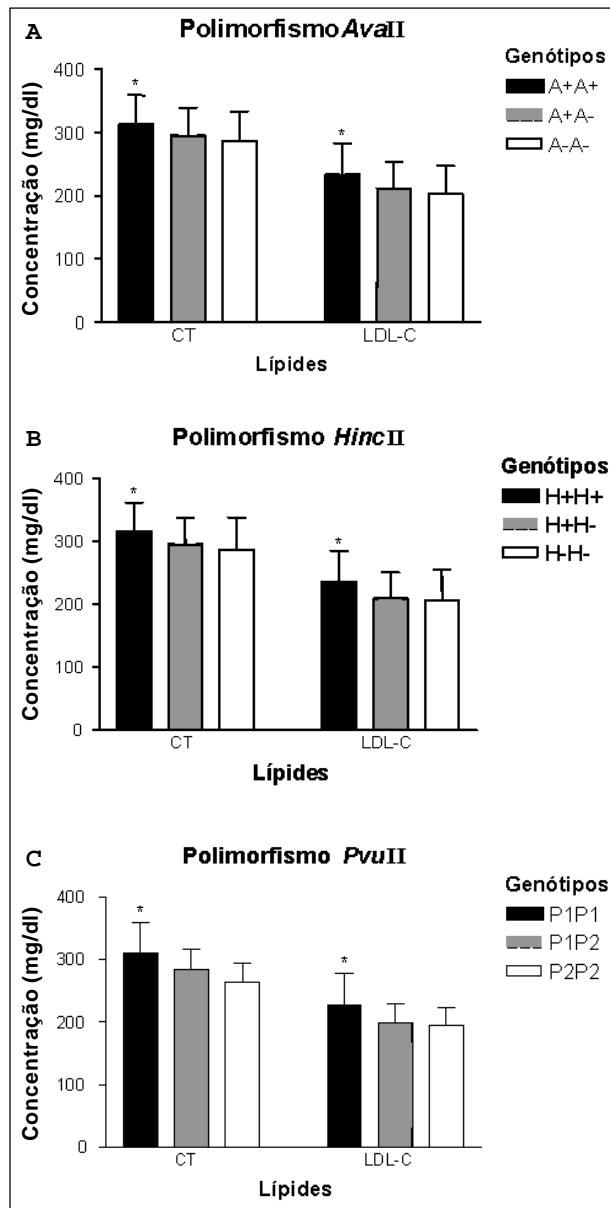 A
Polimorfismo AvaII
Genótipos
A+A+
A+A-
A-A-
Concentração (mg/dl)
400
300
200
100
0
*
*
CT
LDL-C
Lípides
B
Polimorfismo HincII
Genótipos
H+H+
H+H-
H-H-
Concentração (mg/dl)
400
300
200
100
0
*
*
CT
LDL-C
Lípides
C
Polimorfismo PvuII
Genótipos
P1P1
P1P2
P2P2
Concentração (mg/dl)
400
300
200
100
0
*
*
CT
LDL-C
Lípides